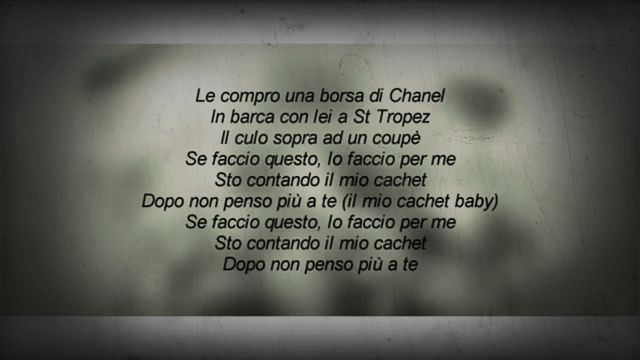 Le compro una borsa di Chanel
In barca con lei a St Tropez
Il culo sopra ad un coupè
Se faccio questo, lo faccio per me
Sto contando il mio cachet
Dopo non penso più a te (il mio cachet baby)
Se faccio questo, lo faccio per me
Sto contando il mio cachet
Dopo non penso più a te